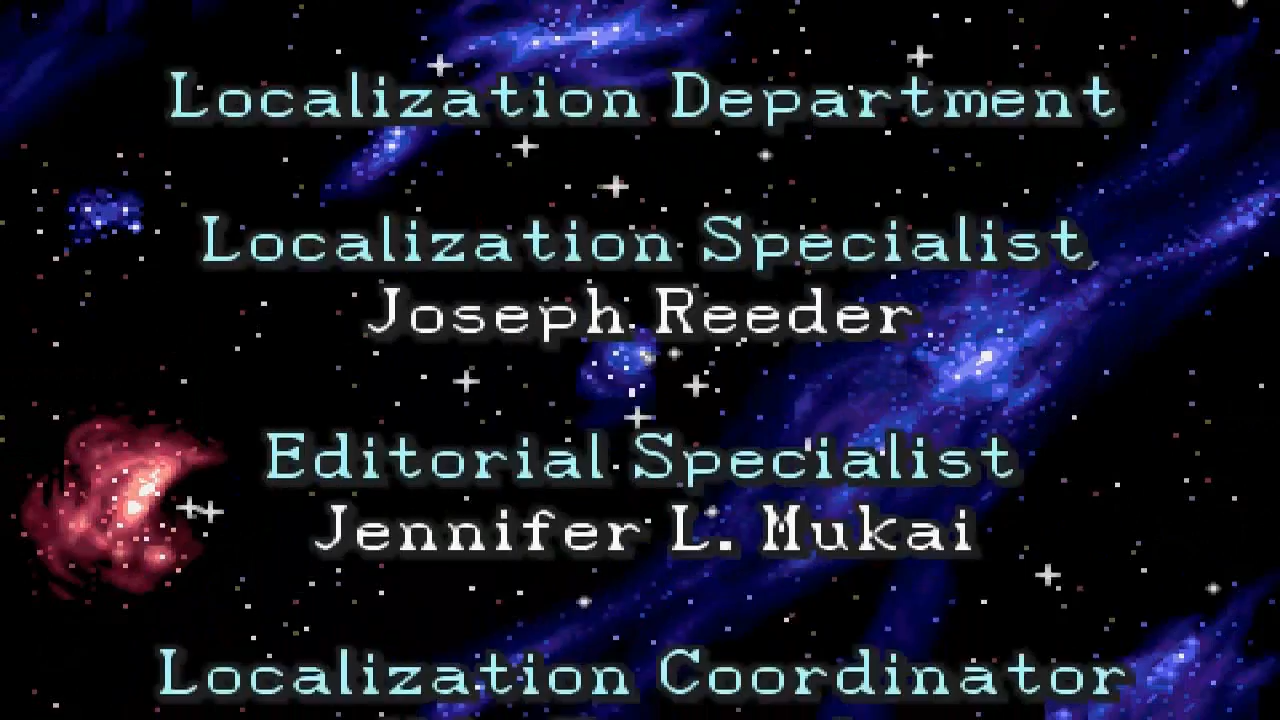 Localization Department
Localization Specialist
Joseph Reeder
Editorial Specialist
Jennifer L. Mukai
Localization Coordinator